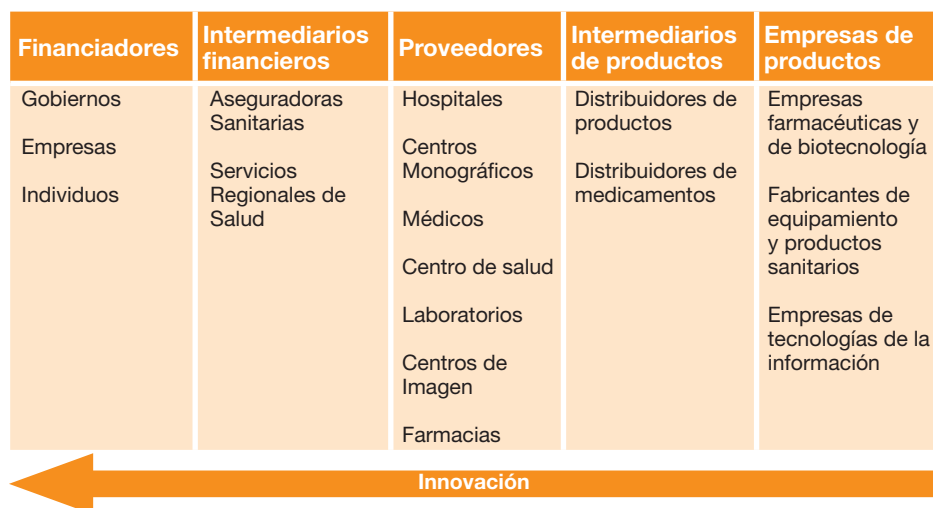 Financiadores
Intermediarios
financieros
Proveedores
Intermediarios
de productos
Empresas de
productos
Gobiernos
Empresas
Individuos
Aseguradoras
Sanitarias
Servicios
Regionales de
Salud
Hospitales
Centros
Monográficos
Médicos
Centro de salud
Laboratorios
Centros de
Imagen
Farmacias
Distribuidores de
productos
Distribuidores de
medicamentos
Empresas
farmacéuticas y
de biotecnología
Fabricantes de
equipamiento
y productos
sanitarios
Empresas de
tecnologías de la
información
Innovación